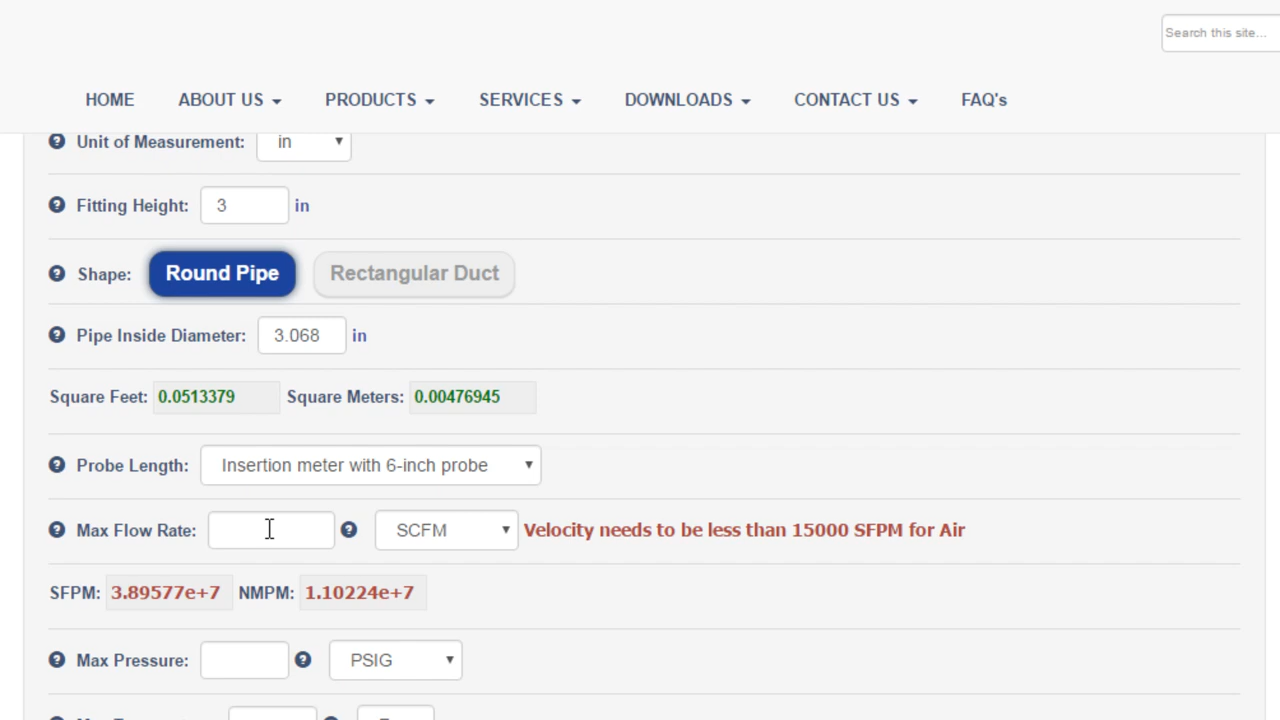 Search this site...
HOME ABOUT US PRODUCTS SERVICES DOWNLOADS CONTACT US FAQ's
Unit of Measurement: in
Fitting Height: 3 in
Shape: Round Pipe Rectangular Duct
Pipe Inside Diameter: 3.068 in
Square Feet: 0.0513379 Square Meters: 0.00476945
Probe Length: Insertion meter with 6-inch probe
Max Flow Rate: SCFM Velocity needs to be less than 15000 SFPM for Air
SFPM: 3.89577e+7 NMPM: 1.10224e+7
Max Pressure: PSIG